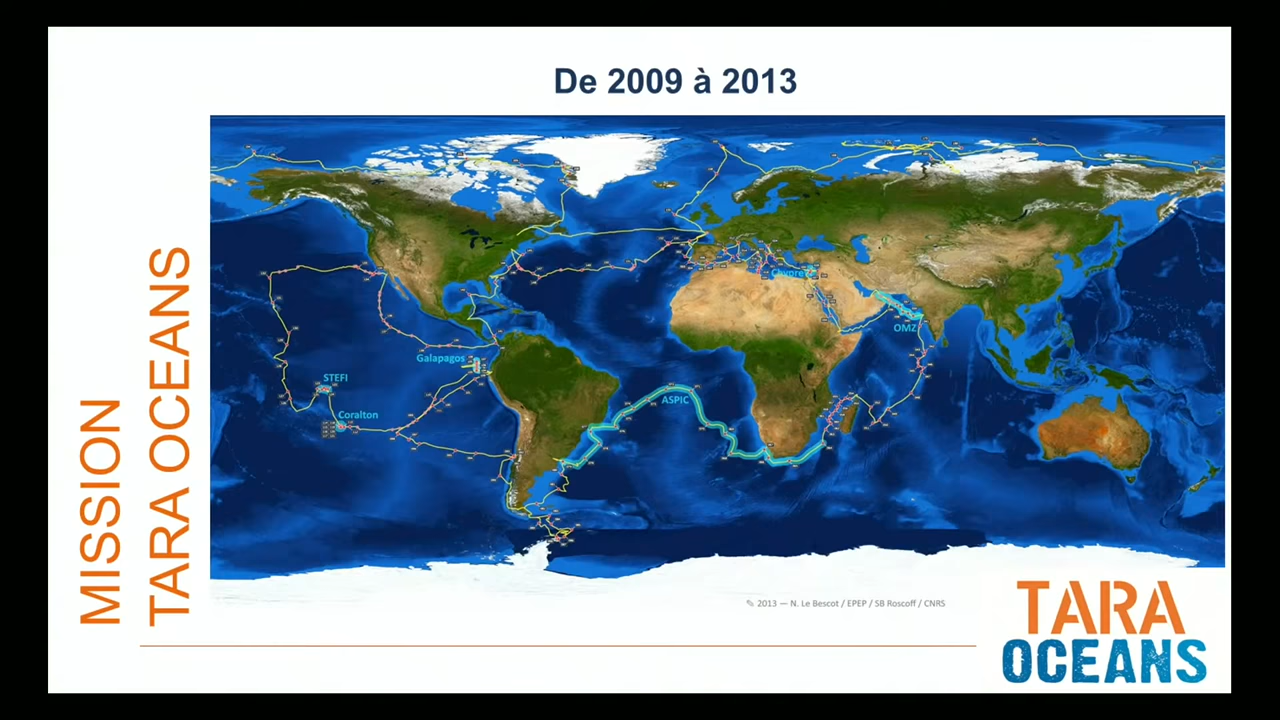 De 2009 à 2013
MISSION
TARA OCEANS
Galapagos
STEFI
Coralton
ASPIC
OMZ
✎ 2013 — N. Le Bescot / EPEP / SB Roscoff / CNRS
TARA
OCEANS